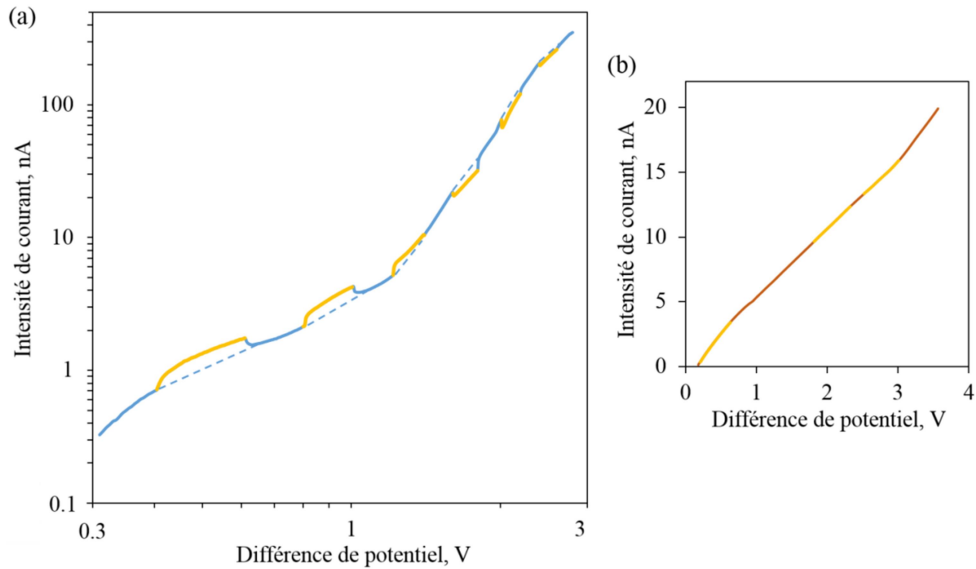 (a)
Intensité de courant, nA
100
10
1
0.1
0.3
1
3
Différence de potentiel, V
(b)
Intensité de courant, nA
20
15
10
5
0
0
1
2
3
4
Différence de potentiel, V